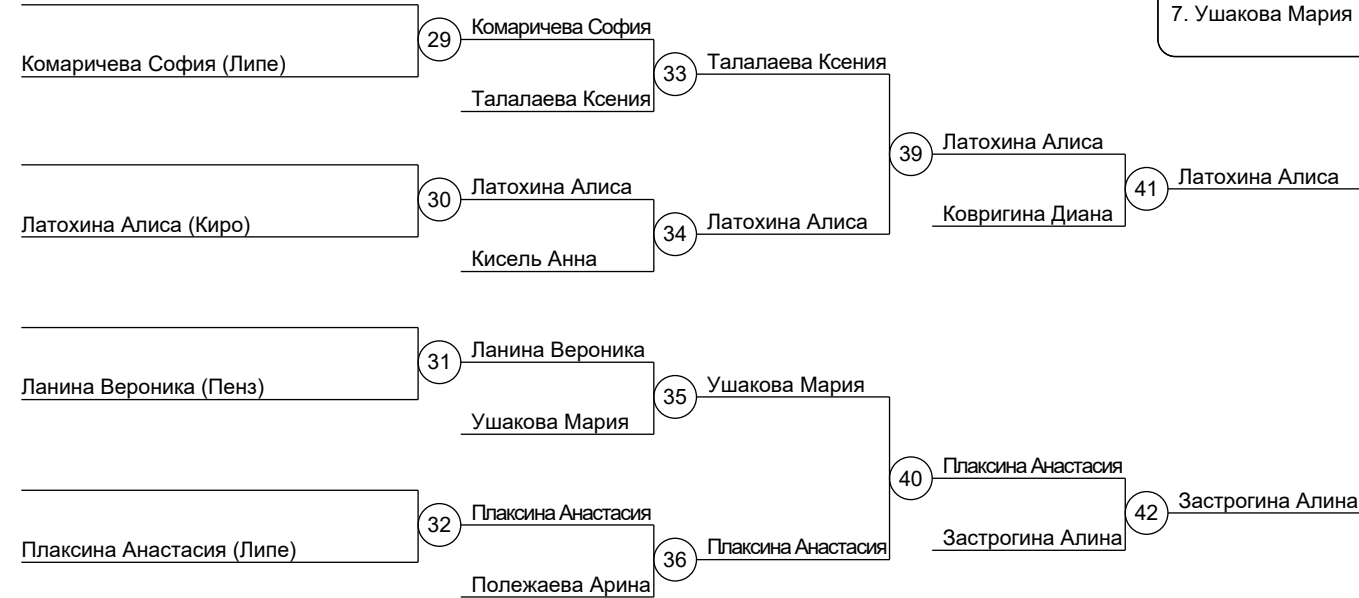 7. Ушакова Мария
29
Комаричева София
Комаричева София (Липе)
33
Талалаева Ксения
Талалаева Ксения
39
Латохина Алиса
30
Латохина Алиса
41
Латохина Алиса
Латохина Алиса (Киро)
34
Латохина Алиса
Ковригина Диана
Кисель Анна
31
Ланина Вероника
Ланина Вероника (Пенз)
35
Ушакова Мария
Ушакова Мария
40
Плаксина Анастасия
32
Плаксина Анастасия
42
Застрогина Алина
Плаксина Анастасия (Липе)
36
Плаксина Анастасия
Застрогина Алина
Полежаева Арина